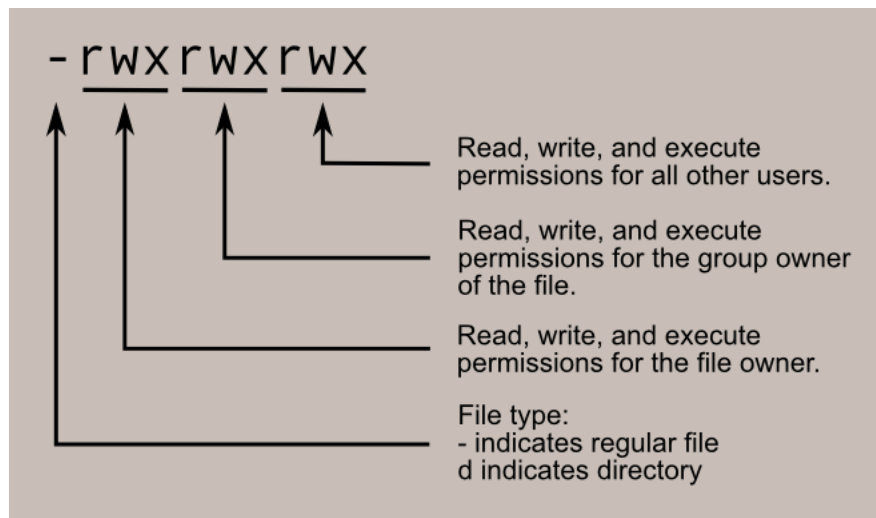 -rwxrwxrwx
Read, write, and execute
permissions for all other users.
Read, write, and execute
permissions for the group owner
of the file.
Read, write, and execute
permissions for the file owner.
File type:
- indicates regular file
d indicates directory